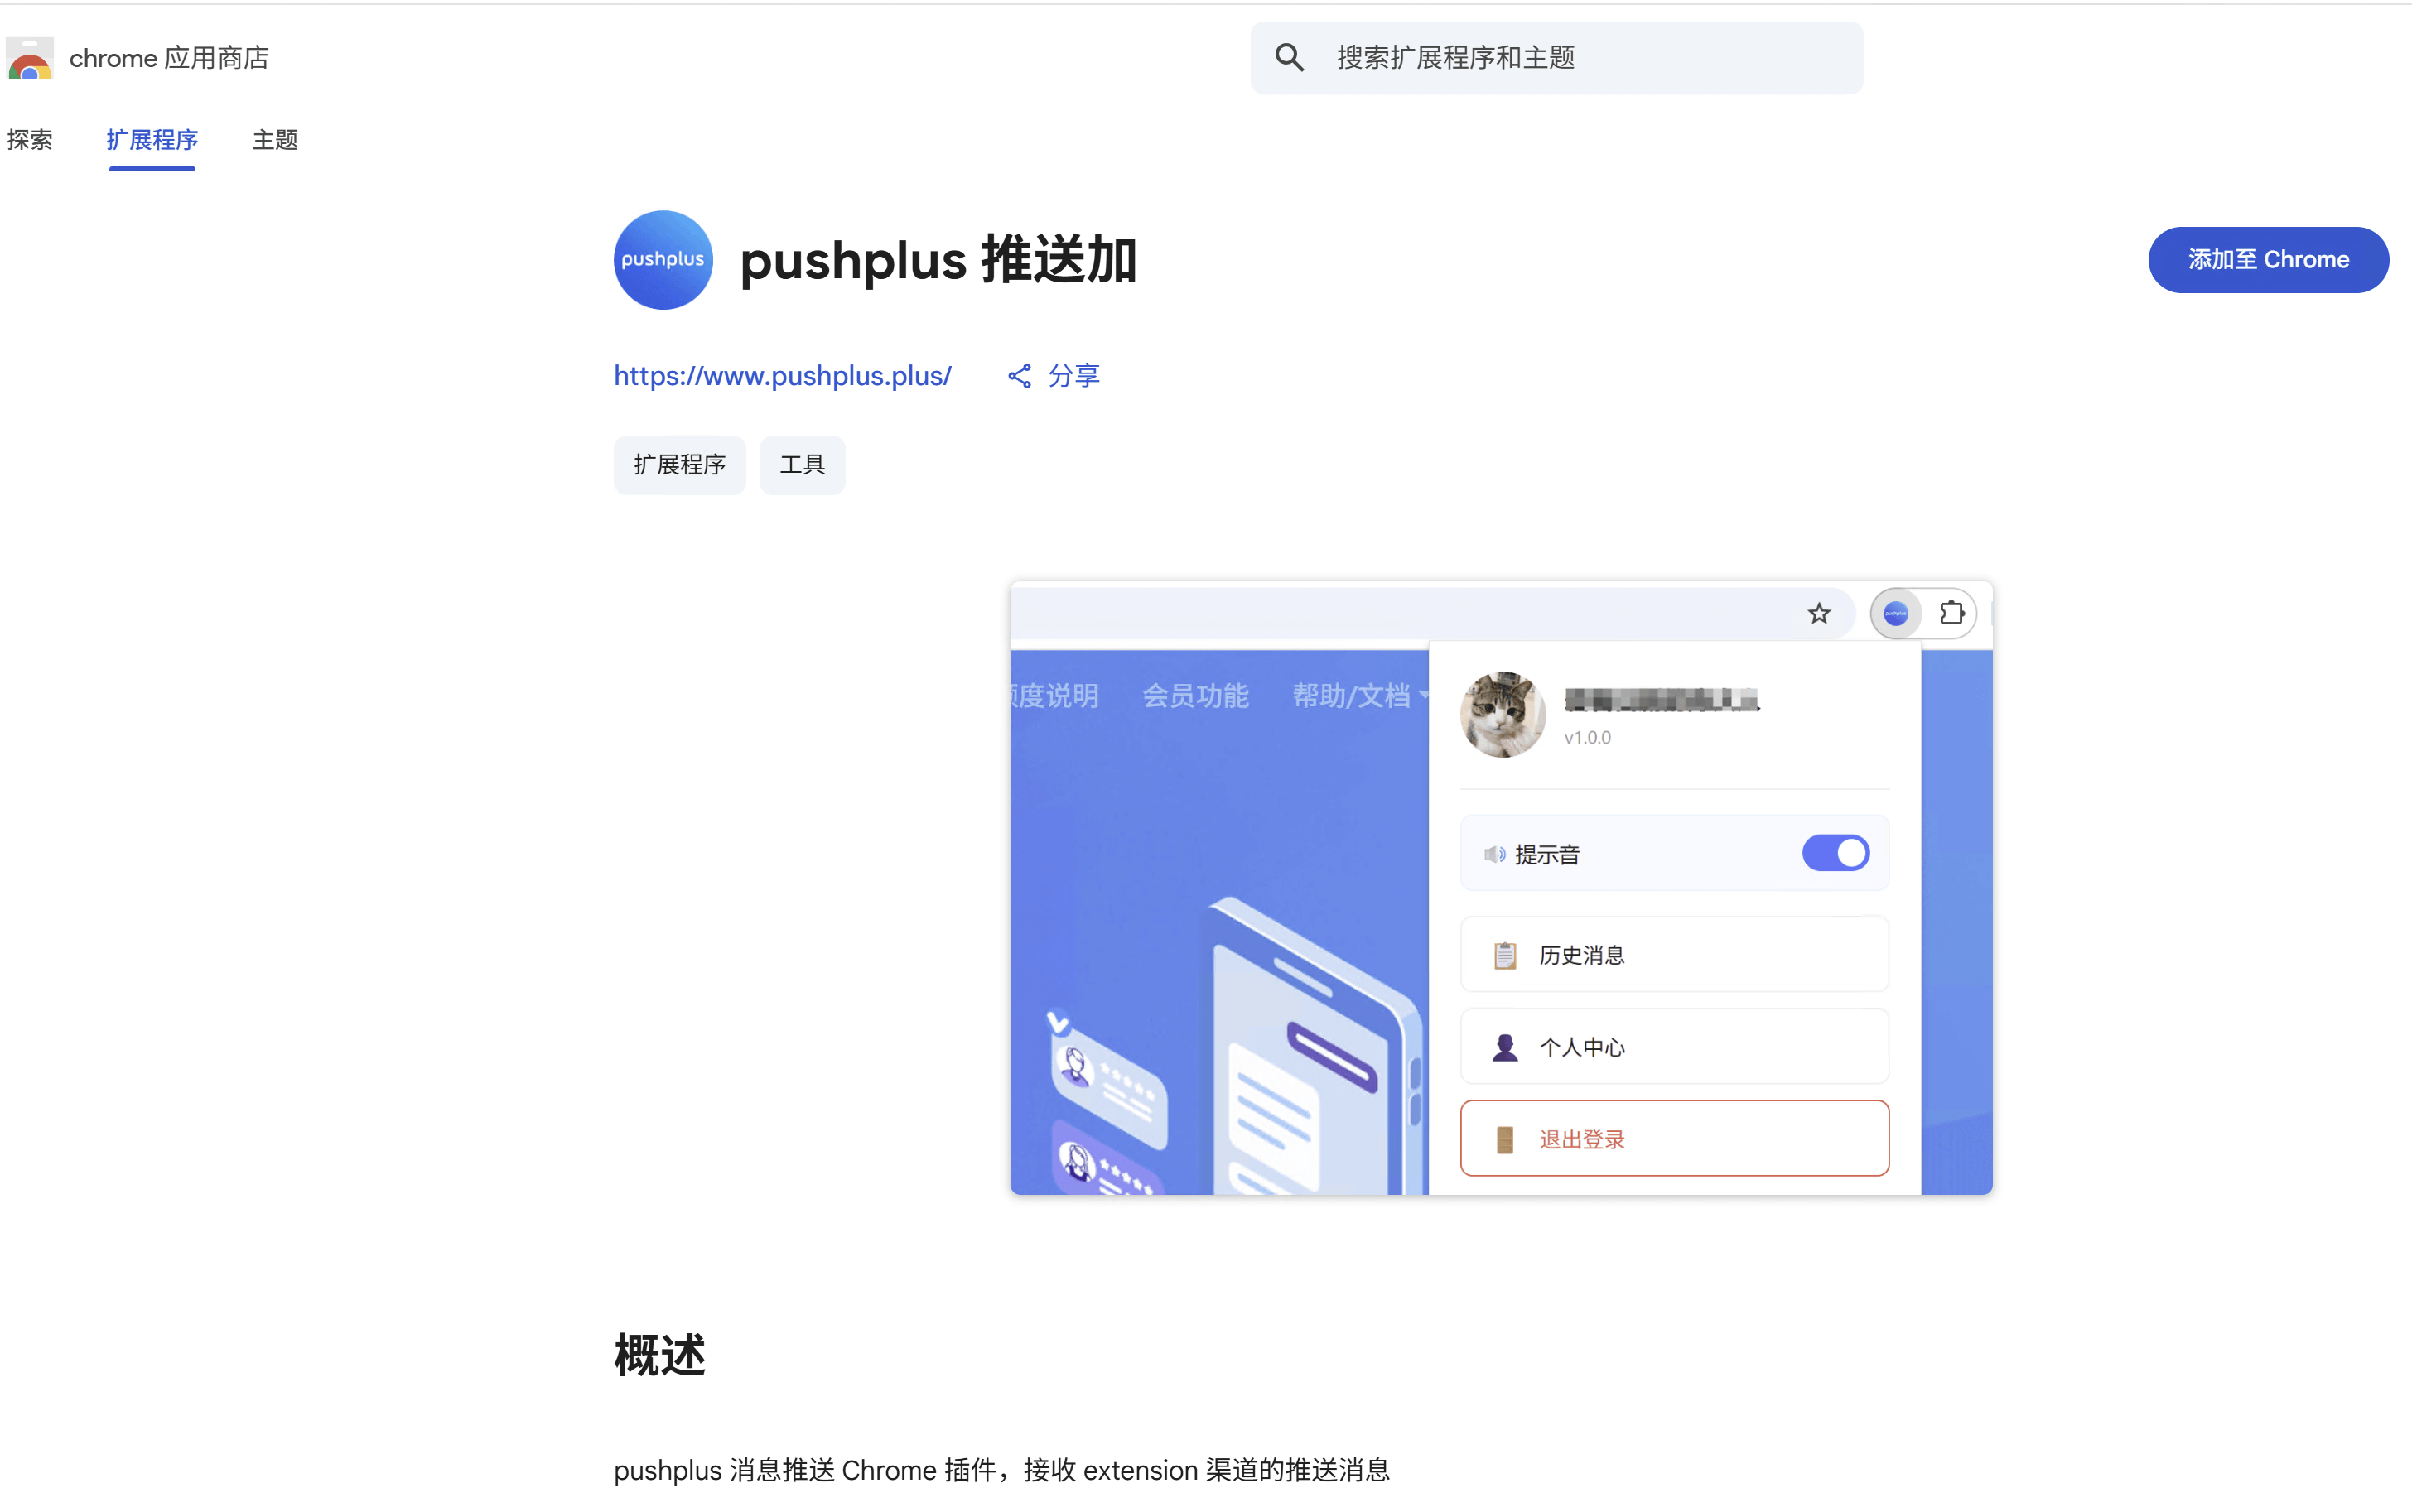 chrome 应用商店
搜索扩展程序和主题
探索
扩展程序
主题
pushplus
pushplus 推送加
添加至 Chrome
https://www.pushplus.plus/
分享
扩展程序
工具
度说明
会员功能
帮助/文档
v1.0.0
提示音
历史消息
个人中心
退出登录
概述
pushplus 消息推送 Chrome 插件，接收 extension 渠道的推送消息